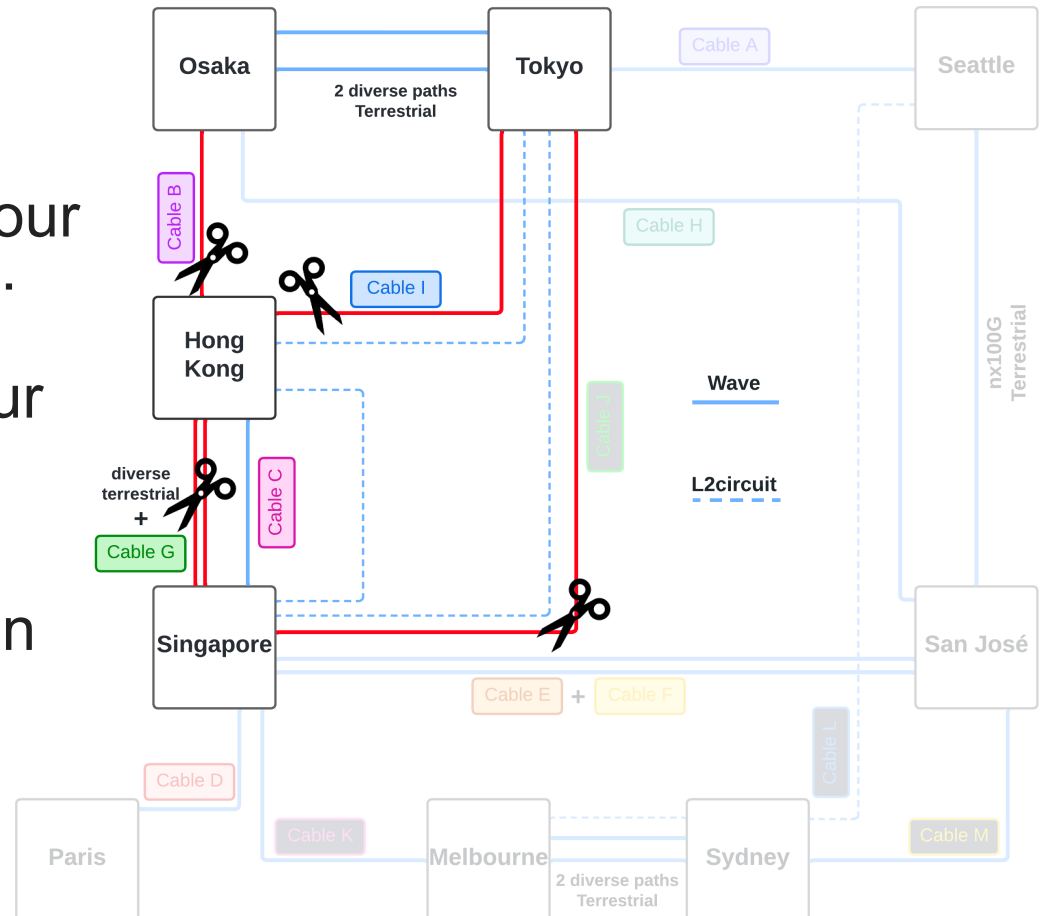 Osaka
Tokyo
Cable A
Seattle
2 diverse paths
Terrestrial
Cable B
our
.
Cable H
Cable I
Hong
Kong
nx100G
Terrestrial
Wave
ur
Cable J
diverse
terrestrial
+
Cable C
L2circuit
Cable G
n
Singapore
San José
Cable E + Cable F
Cable L
Cable D
Cable K
Cable M
Paris
Melbourne
Sydney
2 diverse paths
Terrestrial